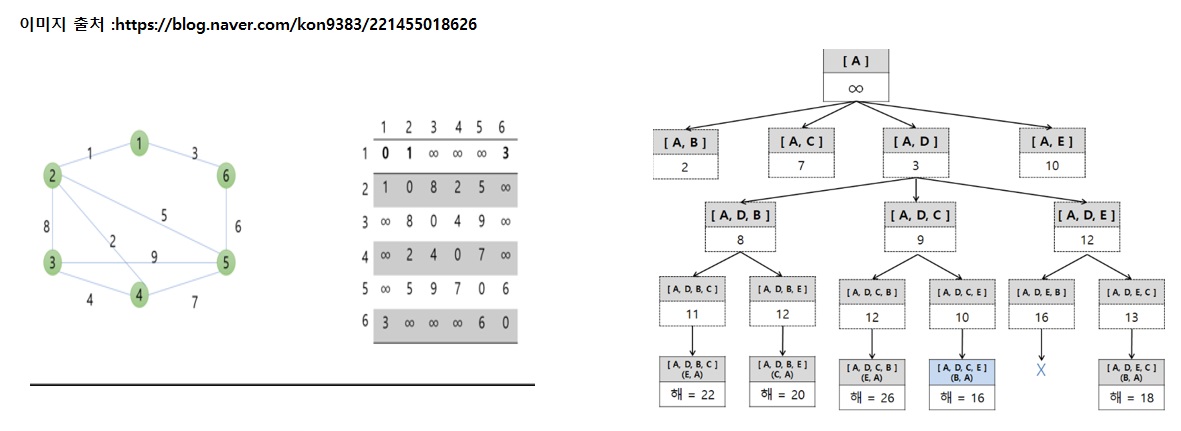 이미지 출처 :https://blog.naver.com/kon9383/221455018626
1
1
3
2
6
5
8
2
6
9
3
5
4
4
7
1 2 3 4 5 6
1 0 1 ∞ ∞ ∞ 3
2 1 0 8 2 5 ∞
3 ∞ 8 0 4 9 ∞
4 ∞ 2 4 0 7 ∞
5 ∞ 5 9 7 0 6
6 3 ∞ ∞ ∞ 6 0
[ A ]
∞
[ A, B ] [ A, C ] [ A, D ] [ A, E ]
2 7 3 10
[ A, D, B ] [ A, D, C ] [ A, D, E ]
8 9 12
[ A, D, B, C ] [ A, D, B, E ] [ A, D, C, B ] [ A, D, C, E ] [ A, D, E, B ] [ A, D, E, C ]
11 12 12 10 16 13
[ A, D, B, C ] [ A, D, B, E ] [ A, D, C, B ] [ A, D, C, E ] X [ A, D, E, C ]
(E, A) (C, A) (E, A) (B, A) (B, A)
해 = 22 해 = 20 해 = 26 해 = 16 해 = 18